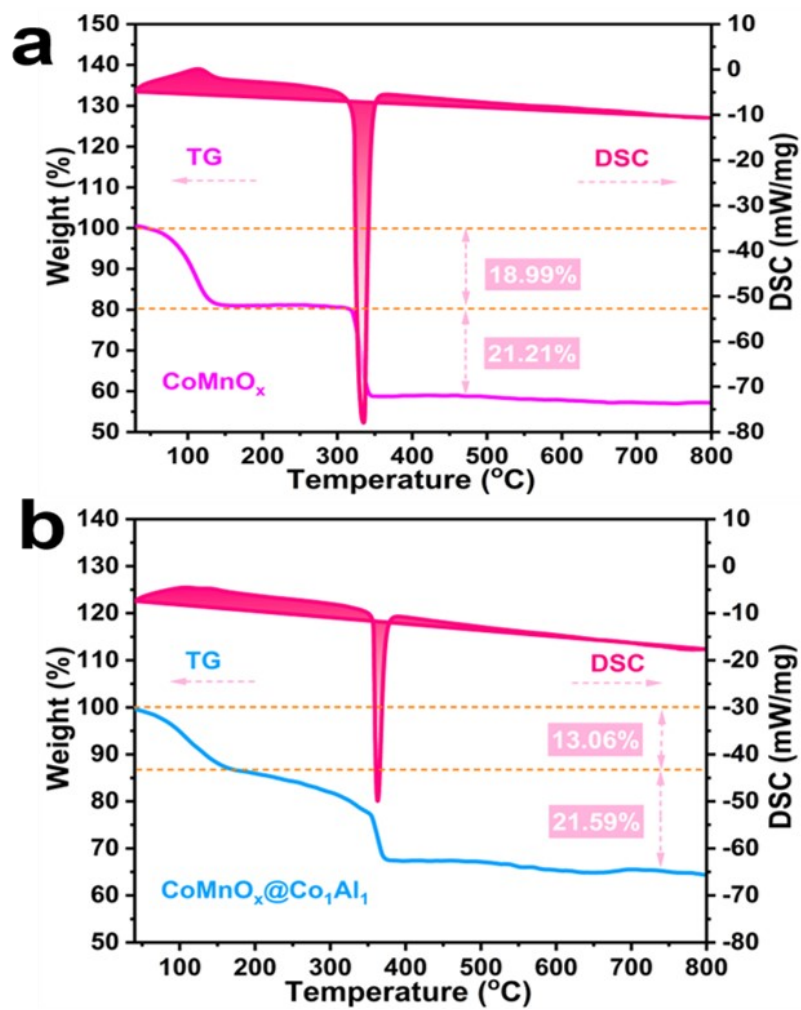 a
150
140
130
120
110
100
90
80
70
60
50
Weight (%)
10
0
-10
-20
-30
-40
-50
-60
-70
-80
DSC (mW/mg)
TG
DSC
18.99%
21.21%
CoMnOₓ
100 200 300 400 500 600 700 800
Temperature (°C)
b
140
130
120
110
100
90
80
70
60
50
Weight (%)
10
0
-10
-20
-30
-40
-50
-60
-70
-80
DSC (mW/mg)
TG
DSC
13.06%
21.59%
CoMnOₓ@Co₁Al₁
100 200 300 400 500 600 700 800
Temperature (°C)